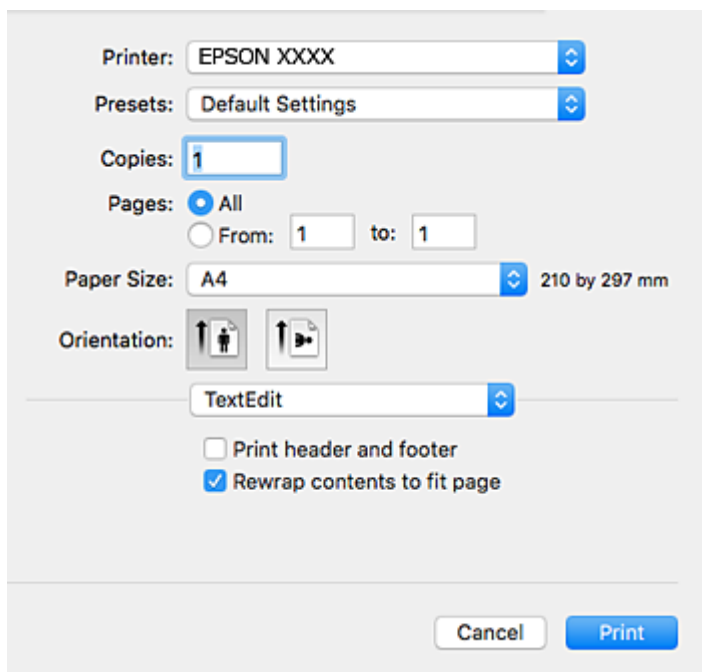 Printer: EPSON XXXX
Presets: Default Settings
Copies: 1
Pages: All
From: 1 to: 1
Paper Size: A4 210 by 297 mm
Orientation:
TextEdit
Print header and footer
Rewrap contents to fit page
Cancel Print